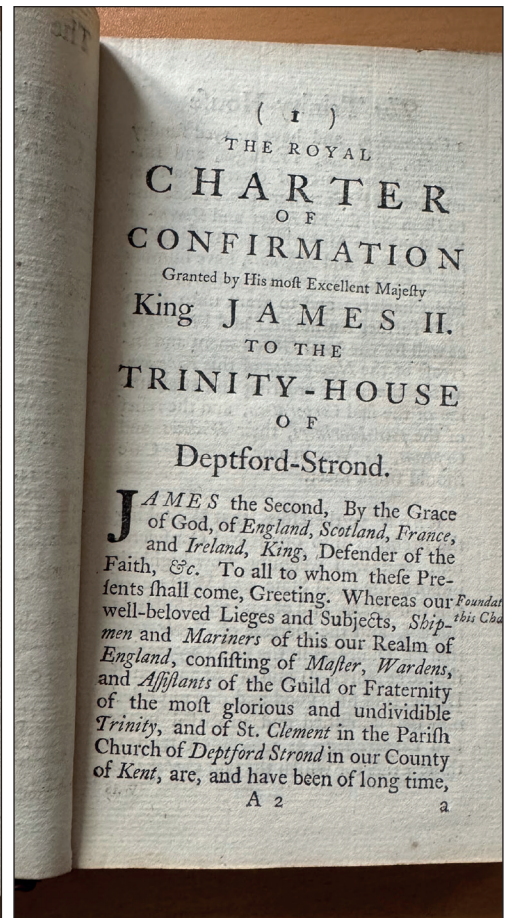 ( 1 )
THE ROYAL
CHARTER
OF
CONFIRMATION
Granted by His moſt Excellent Majeſty
King JAMES II.
TO THE
TRINITY-HOUSE
OF
Deptford-Strond.
JAMES the Second, By the Grace
of God, of England, Scotland, France,
and Ireland, King, Defender of the
Faith, &c. To all to whom theſe Pre-
ſents ſhall come, Greeting. Whereas our Foundat
well-beloved Lieges and Subjects, Ship- this Cha
men and Mariners of this our Realm of
England, conſiſting of Maſter, Wardens,
and Aſſiſtants of the Guild or Fraternity
of the moſt glorious and undividible
Trinity, and of St. Clement in the Pariſh
Church of Deptford Strond in our County
of Kent, are, and have been of long time,
A 2 a